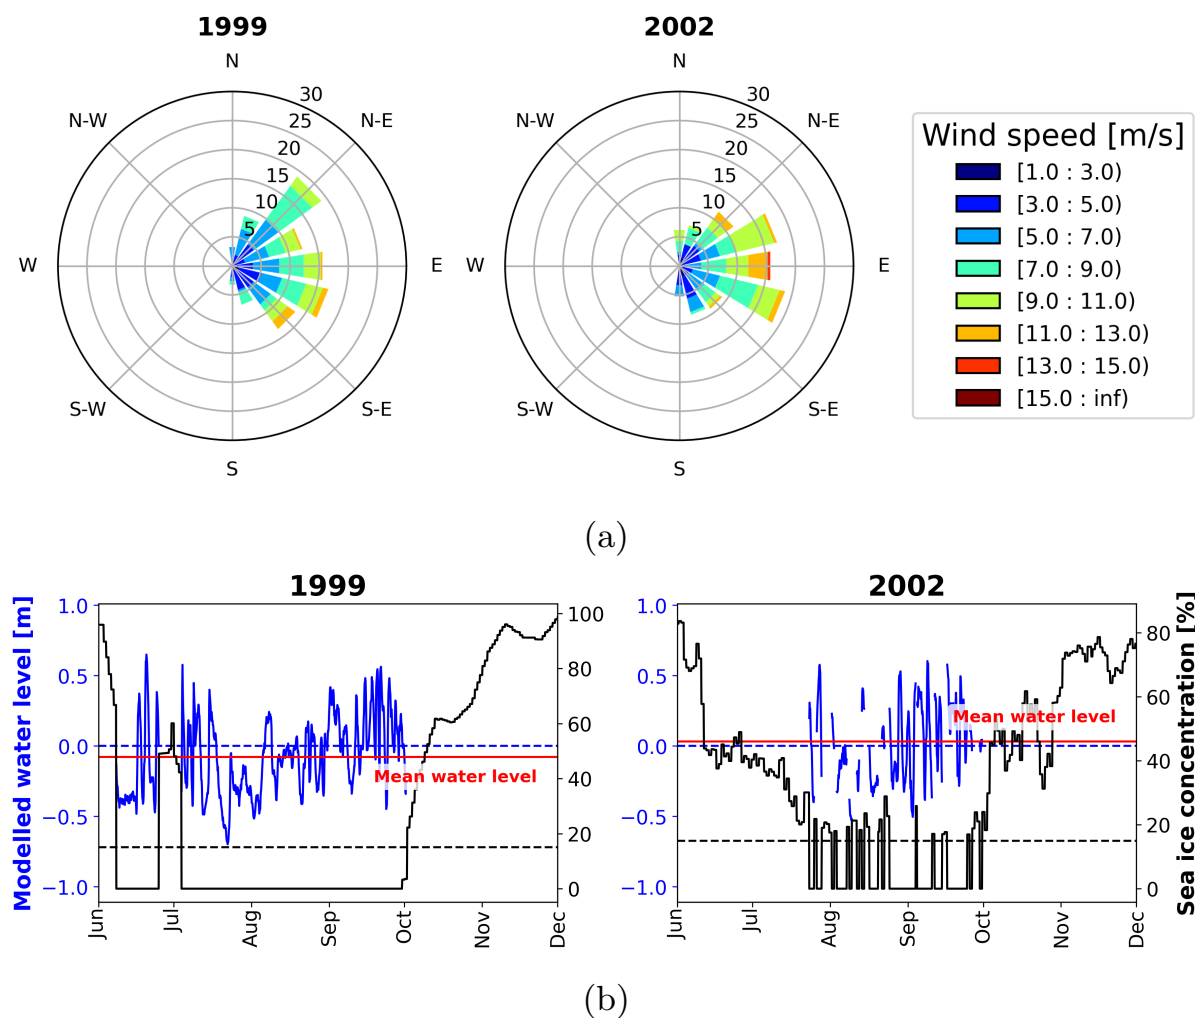 1999
2002
N
N-E
E
S-E
S
S-W
W
N-W
5
10
15
20
25
30
N
N-E
E
S-E
S
S-W
W
N-W
5
10
15
20
25
30
Wind speed [m/s]
[1.0 : 3.0)
[3.0 : 5.0)
[5.0 : 7.0)
[7.0 : 9.0)
[9.0 : 11.0)
[11.0 : 13.0)
[13.0 : 15.0)
[15.0 : inf)
(a)
1999
Modelled water level [m]
1.0
0.5
0.0
−0.5
−1.0
100
80
60
40
20
0
Mean water level
Jun
Jul
Aug
Sep
Oct
Nov
Dec
2002
1.0
0.5
0.0
−0.5
−1.0
80
60
40
20
0
Sea ice concentration [%]
Mean water level
Jun
Jul
Aug
Sep
Oct
Nov
Dec
(b)